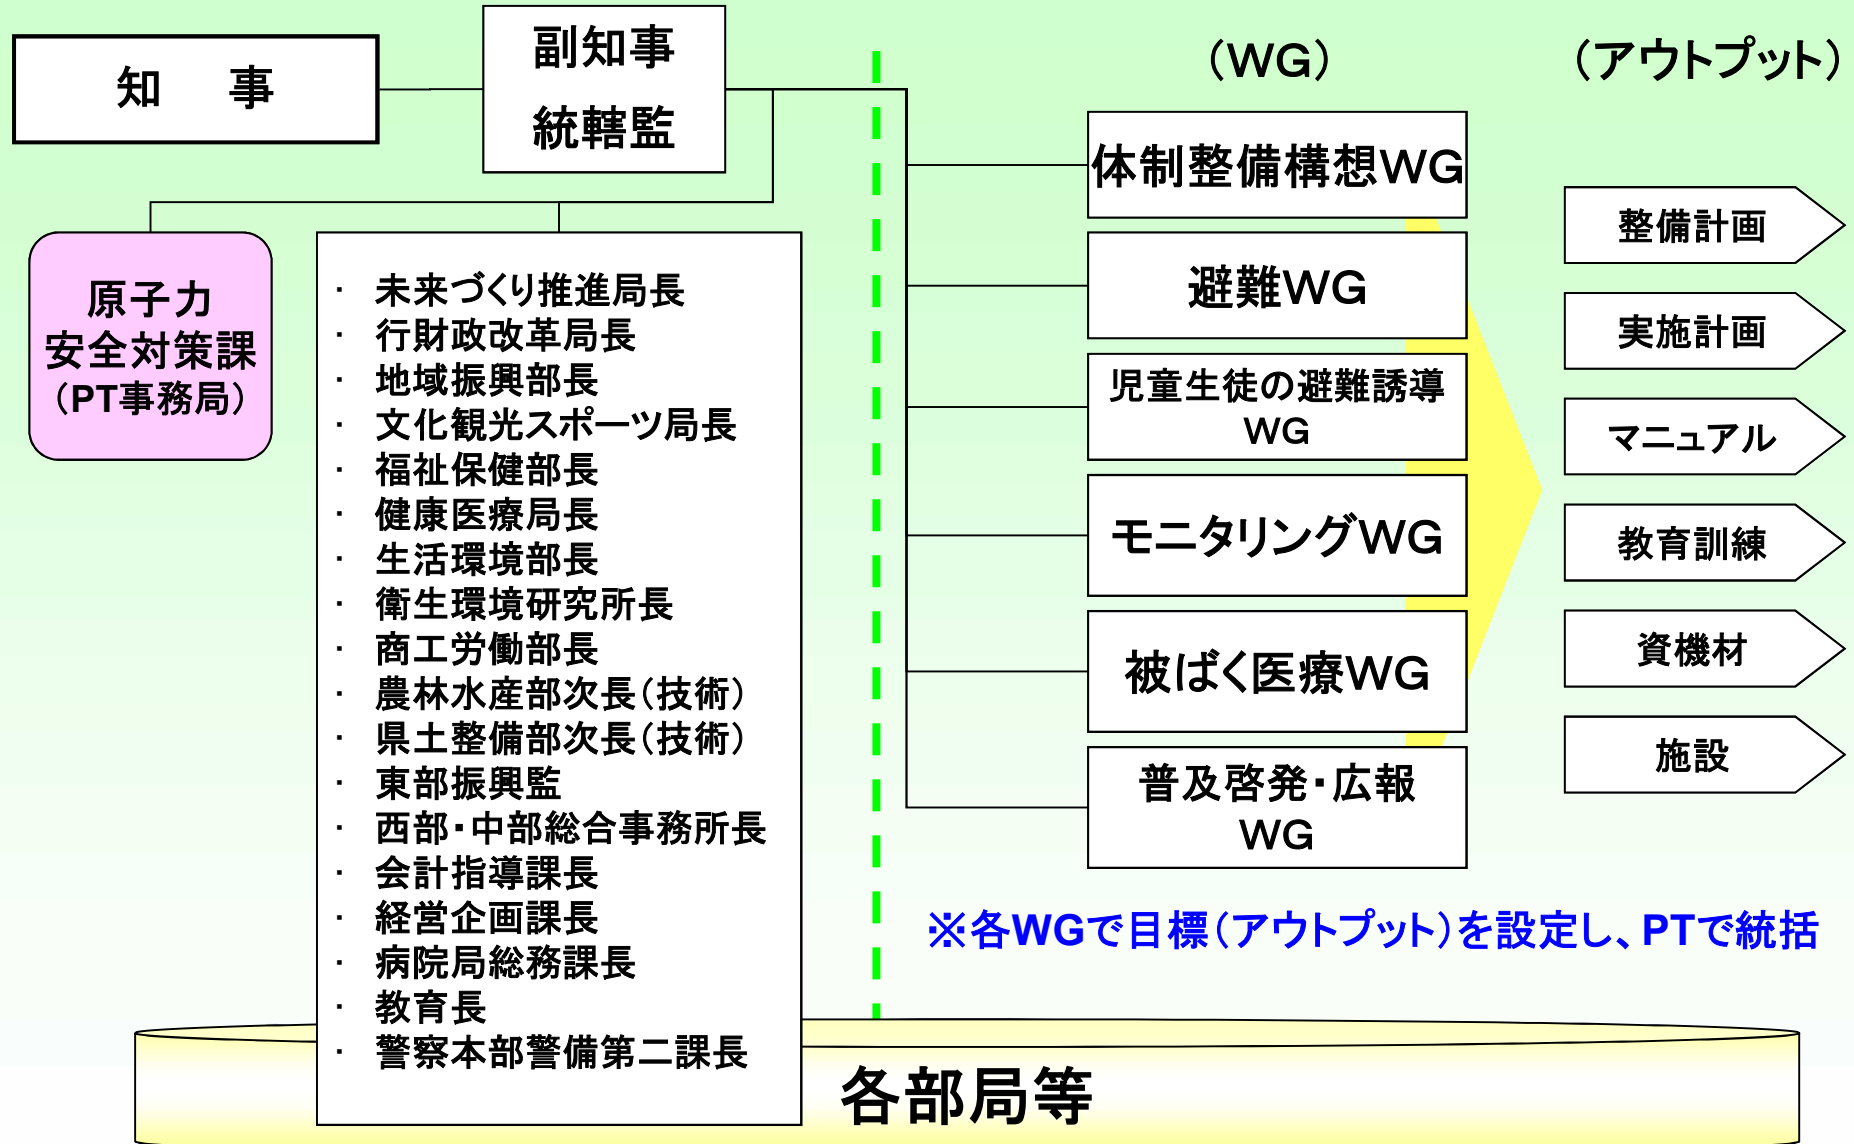 知　　事
副知事
統轄監
原子力
安全対策課
（PT事務局）
・ 未来づくり推進局長
・ 行財政改革局長
・ 地域振興部長
・ 文化観光スポーツ局長
・ 福祉保健部長
・ 健康医療局長
・ 生活環境部長
・ 衛生環境研究所長
・ 商工労働部長
・ 農林水産部次長（技術）
・ 県土整備部次長（技術）
・ 東部振興監
・ 西部・中部総合事務所長
・ 会計指導課長
・ 経営企画課長
・ 病院局総務課長
・ 教育長
・ 警察本部警備第二課長
（WG）
体制整備構想WG
避難WG
児童生徒の避難誘導
WG
モニタリングWG
被ばく医療WG
普及啓発・広報
WG
（アウトプット）
整備計画
実施計画
マニュアル
教育訓練
資機材
施設
※各WGで目標（アウトプット）を設定し、PTで統括
各部局等